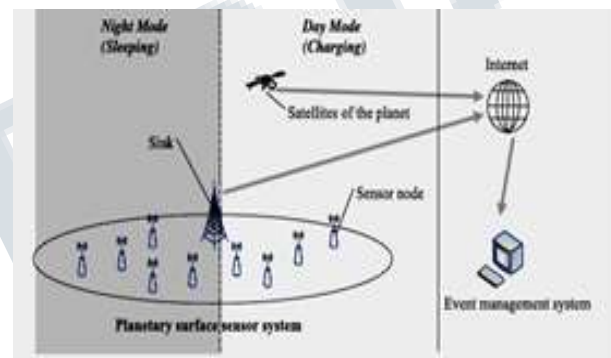 Night Mode
(Sleeping)
Day Mode
(Charging)
Internet
Satellites of the planet
Sink
Sensor node
Event management system
Planetary surface sensor system